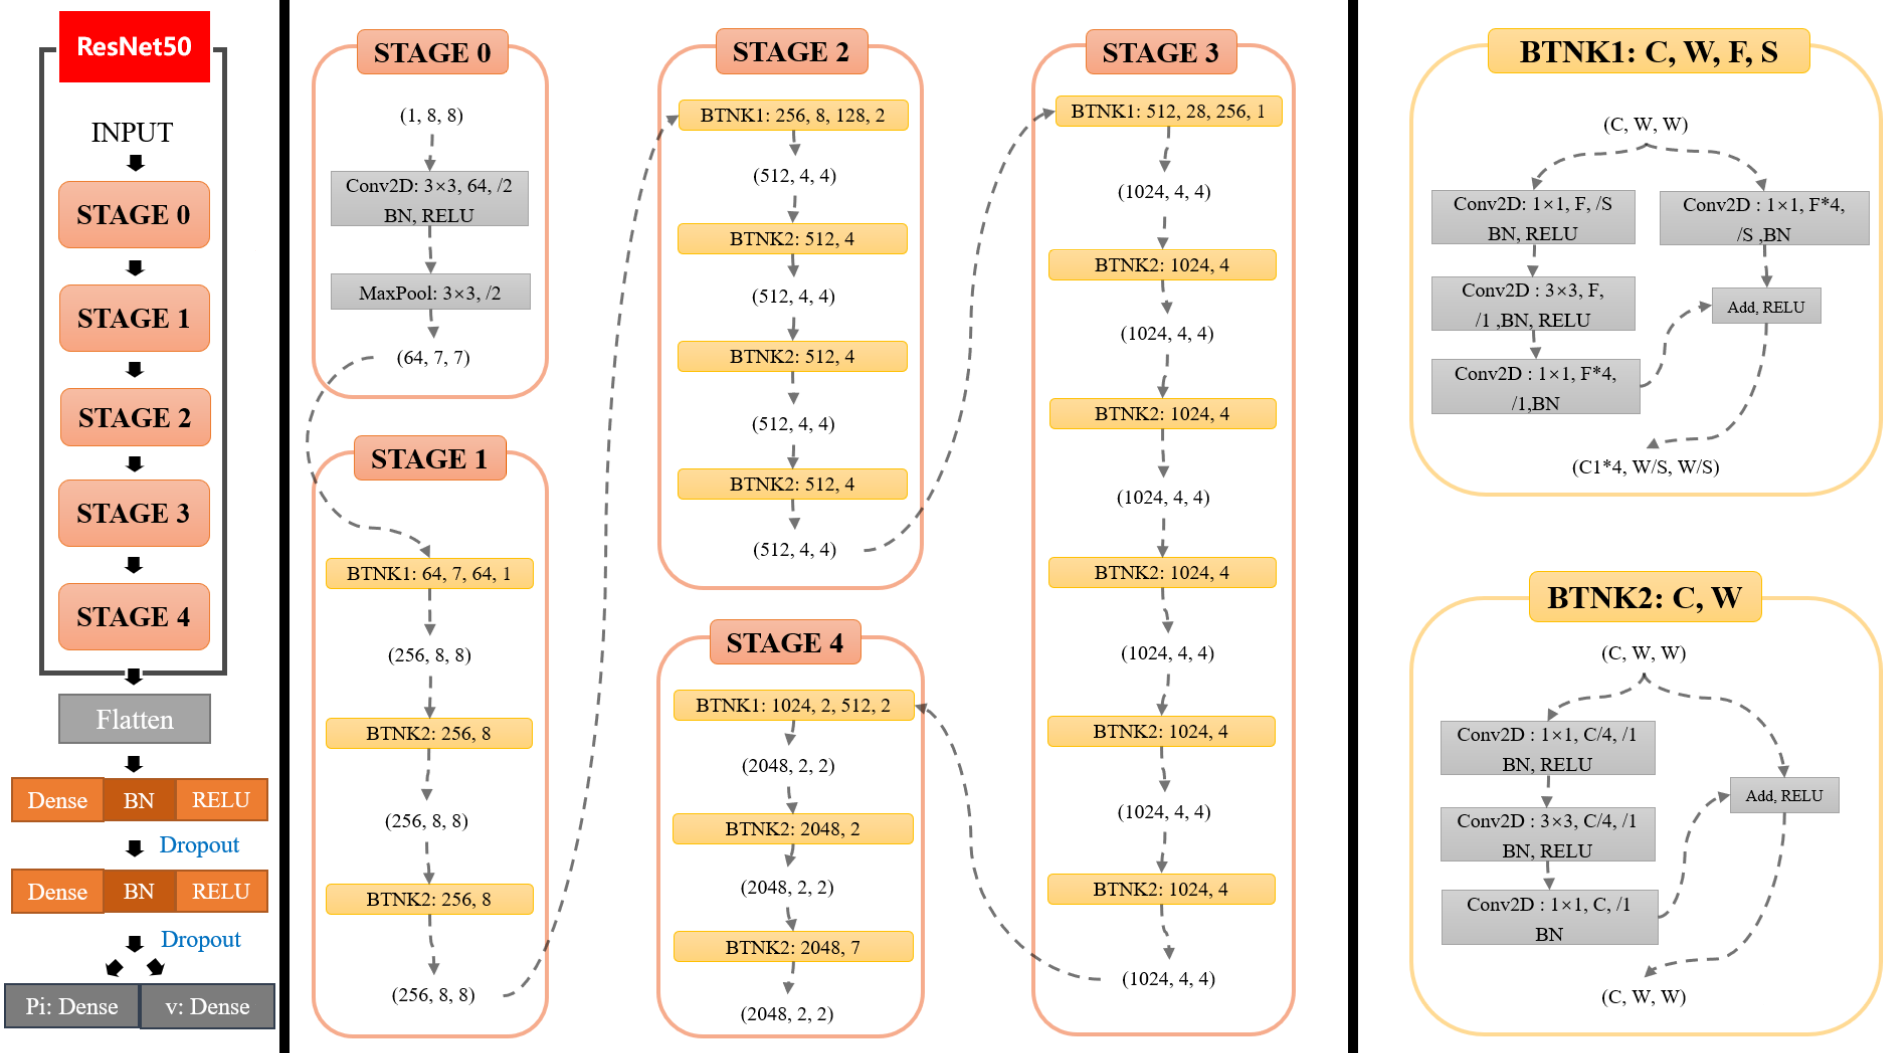 ResNet50
INPUT
STAGE 0
STAGE 1
STAGE 2
STAGE 3
STAGE 4
Flatten
Dense BN RELU
Dropout
Dense BN RELU
Dropout
Pi: Dense v: Dense
STAGE 0
(1, 8, 8)
Conv2D: 3×3, 64, /2
BN, RELU
MaxPool: 3×3, /2
(64, 7, 7)
STAGE 1
BTNK1: 64, 7, 64, 1
(256, 8, 8)
BTNK2: 256, 8
(256, 8, 8)
BTNK2: 256, 8
(256, 8, 8)
STAGE 2
BTNK1: 256, 8, 128, 2
(512, 4, 4)
BTNK2: 512, 4
(512, 4, 4)
BTNK2: 512, 4
(512, 4, 4)
BTNK2: 512, 4
(512, 4, 4)
STAGE 3
BTNK1: 512, 28, 256, 1
(1024, 4, 4)
BTNK2: 1024, 4
(1024, 4, 4)
BTNK2: 1024, 4
(1024, 4, 4)
BTNK2: 1024, 4
(1024, 4, 4)
BTNK2: 1024, 4
(1024, 4, 4)
BTNK2: 1024, 4
(1024, 4, 4)
STAGE 4
BTNK1: 1024, 2, 512, 2
(2048, 2, 2)
BTNK2: 2048, 2
(2048, 2, 2)
BTNK2: 2048, 7
(2048, 2, 2)
BTNK1: C, W, F, S
(C, W, W)
Conv2D: 1×1, F, /S
BN, RELU
Conv2D : 3×3, F,
/1 ,BN, RELU
Conv2D : 1×1, F*4,
/1,BN
Conv2D : 1×1, F*4,
/S ,BN
Add, RELU
(C1*4, W/S, W/S)
BTNK2: C, W
(C, W, W)
Conv2D : 1×1, C/4, /1
BN, RELU
Conv2D : 3×3, C/4, /1
BN, RELU
Conv2D : 1×1, C, /1
BN
Add, RELU
(C, W, W)